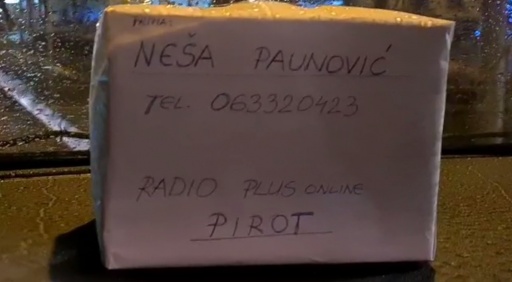 PRIMA:
NEŠA PAUNOVIĆ
TEL. 063320423
RADIO PLUS ONLINE
PIROT